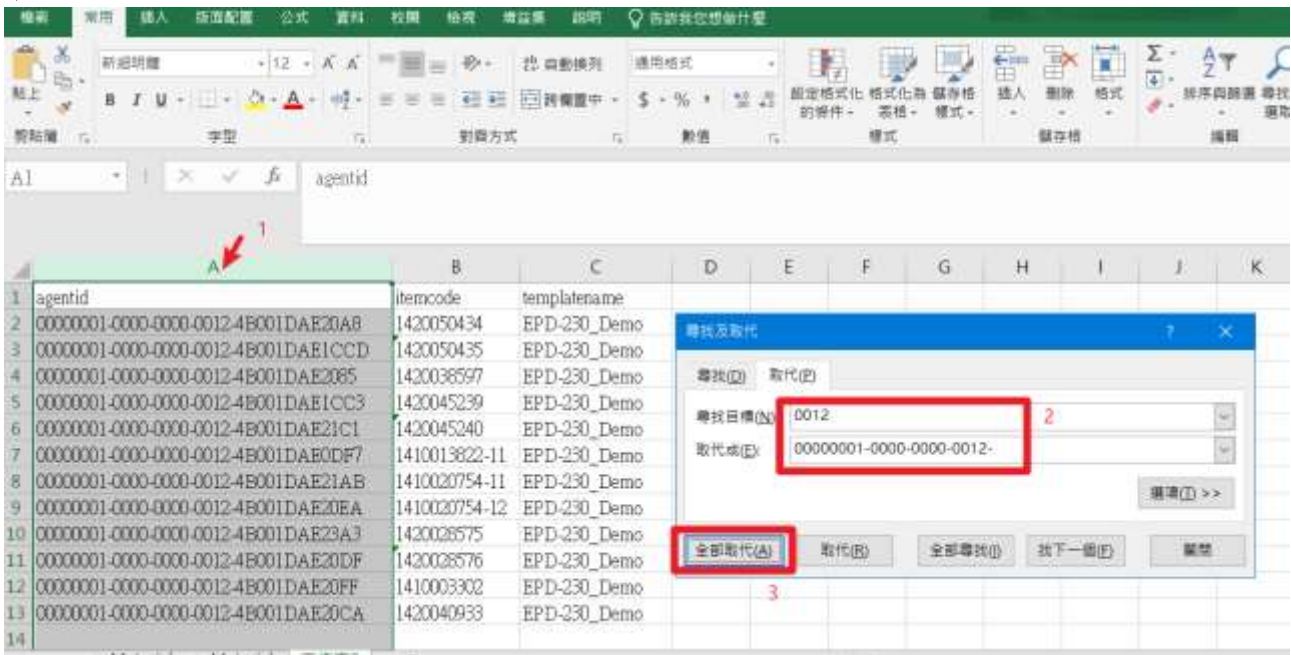 檔案 常用 插入 版面配置 公式 資料 校閱 檢視 增益集 說明 告訴我您想做什麼
新細明體 12 A A 自動換列 通用格式 Σ A Z
貼上 B I U A 跨欄置中 $ % , 設定格式化的條件 格式化為表格 儲存格樣式 插入 刪除 格式 排序與篩選 尋找 選取
剪貼簿 字型 對齊方式 數值 樣式 儲存格 編輯
A1 fx agentid
1
A B C D E F G H I J K
1 agentid itemcode templatename
2 00000001-0000-0000-0012-4B001DAE20A8 1420050434 EPD-230_Demo
3 00000001-0000-0000-0012-4B001DAE1CCD 1420050435 EPD-230_Demo
4 00000001-0000-0000-0012-4B001DAE2085 1420038597 EPD-230_Demo
5 00000001-0000-0000-0012-4B001DAE1CC3 1420045239 EPD-230_Demo
6 00000001-0000-0000-0012-4B001DAE21C1 1420045240 EPD-230_Demo
7 00000001-0000-0000-0012-4B001DAE0DF7 1410013822-11 EPD-230_Demo
8 00000001-0000-0000-0012-4B001DAE21AB 1410020754-11 EPD-230_Demo
9 00000001-0000-0000-0012-4B001DAE20EA 1410020754-12 EPD-230_Demo
10 00000001-0000-0000-0012-4B001DAE23A3 1420028575 EPD-230_Demo
11 00000001-0000-0000-0012-4B001DAE20DF 1420028576 EPD-230_Demo
12 00000001-0000-0000-0012-4B001DAE20FF 1410003302 EPD-230_Demo
13 00000001-0000-0000-0012-4B001DAE20CA 1420040933 EPD-230_Demo
14
尋找及取代 ? ×
尋找(D) 取代(P)
尋找目標(N): 0012 2
取代成(E): 00000001-0000-0000-0012-
選項(T) >>
全部取代(A) 取代(R) 全部尋找(I) 找下一個(F) 關閉
3